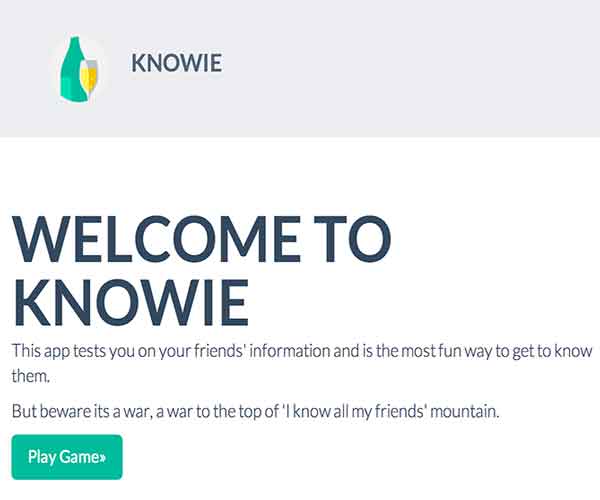 KNOWIE
WELCOME TO
KNOWIE
This app tests you on your friends' information and is the most fun way to get to know
them.
But beware its a war, a war to the top of 'I know all my friends' mountain.
Play Game»